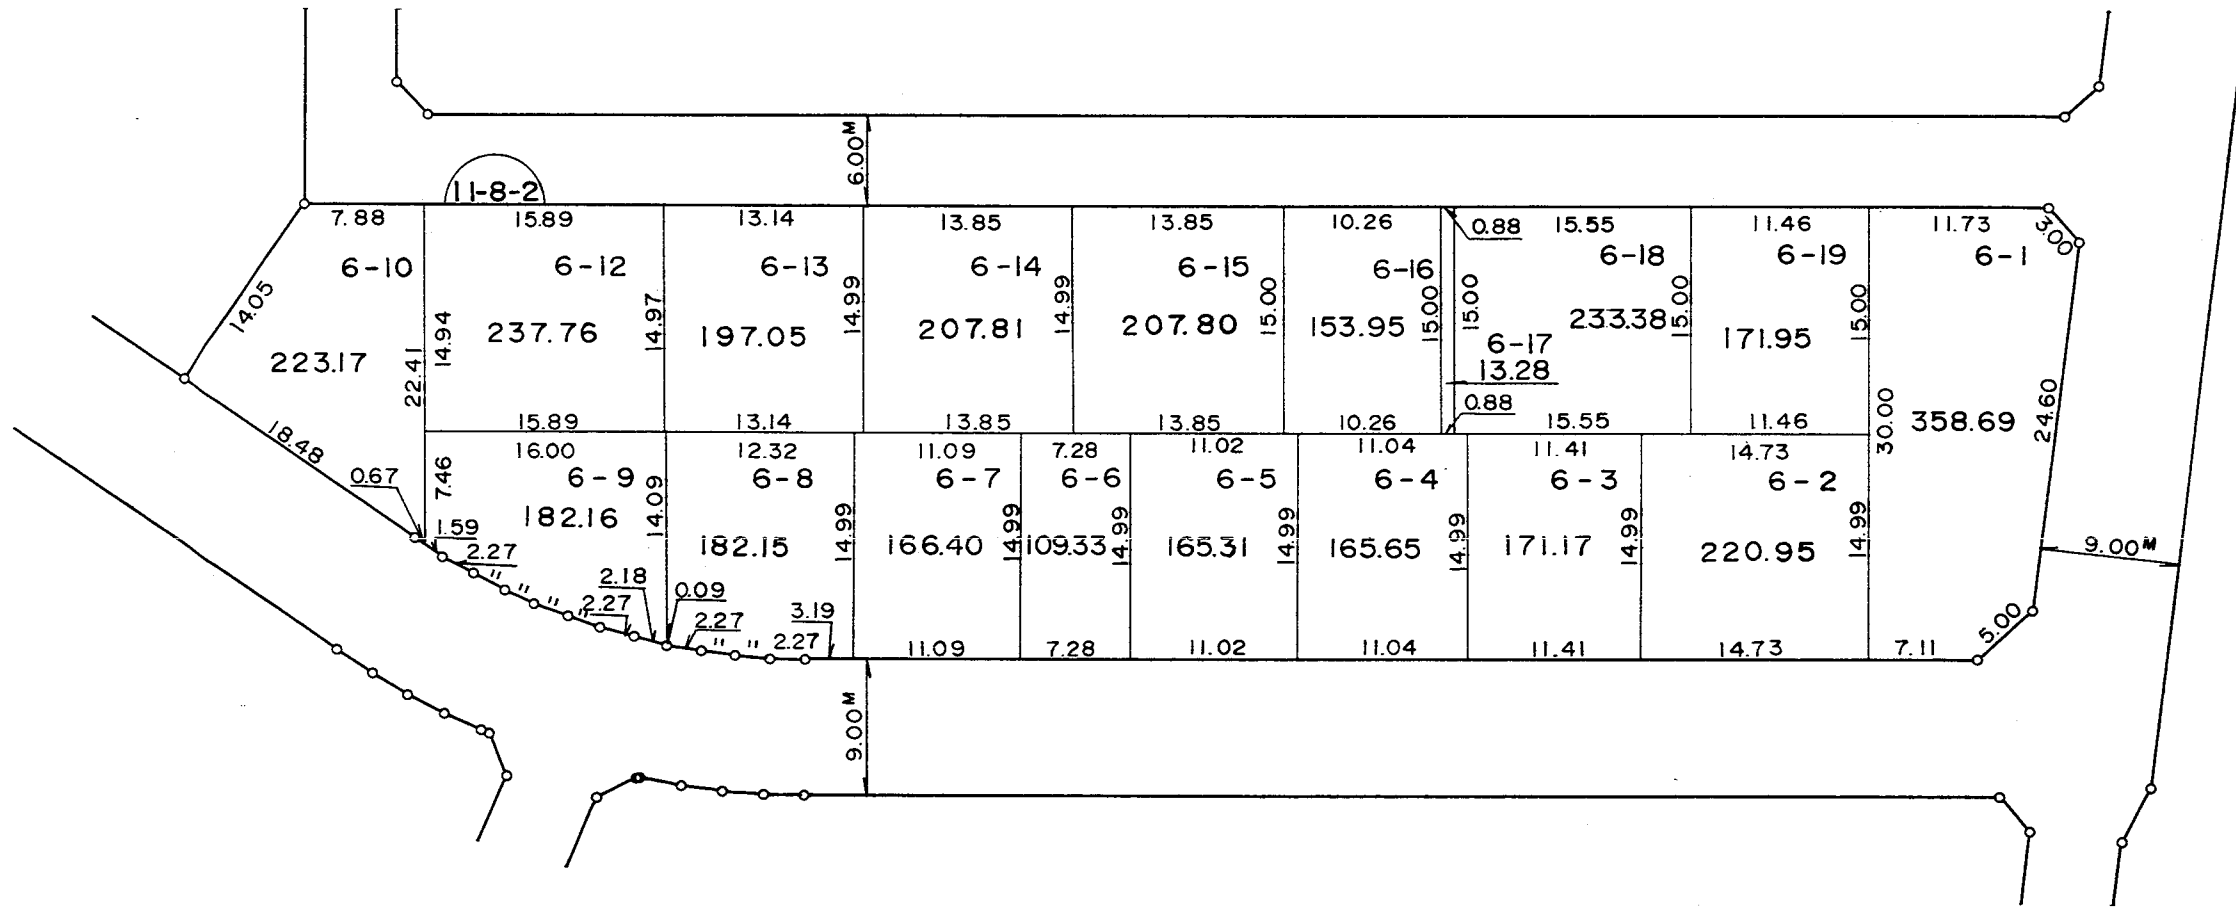 6.00M
11-8-2
7.88 15.89 13.14 13.85 13.85 10.26 0.88 15.55 11.46 11.73 3.00
6-10 6-12 6-13 6-14 6-15 6-16 6-18 6-19 6-1
14.05 14.94 14.97 14.99 14.99 15.00 15.00 15.00 15.00 15.00
223.17 237.76 197.05 207.81 207.80 153.95 233.38 171.95
22.41
6-17
13.28
0.88
15.89 13.14 13.85 13.85 10.26 15.55 11.46
30.00 358.69 24.60
18.48
16.00 12.32 11.09 7.28 11.02 11.04 11.41 14.73
0.67 7.46 6-9 6-8 6-7 6-6 6-5 6-4 6-3 6-2
14.09 14.99 14.99 14.99 14.99 14.99 14.99 14.99
182.16 182.15 166.40 109.33 165.31 165.65 171.17 220.95
9.00M
1.59
2.27
" " " "
2.18
2.27
0.09
2.27
" "
2.27
3.19
5.00
11.09 7.28 11.02 11.04 11.41 14.73 7.11
9.00M